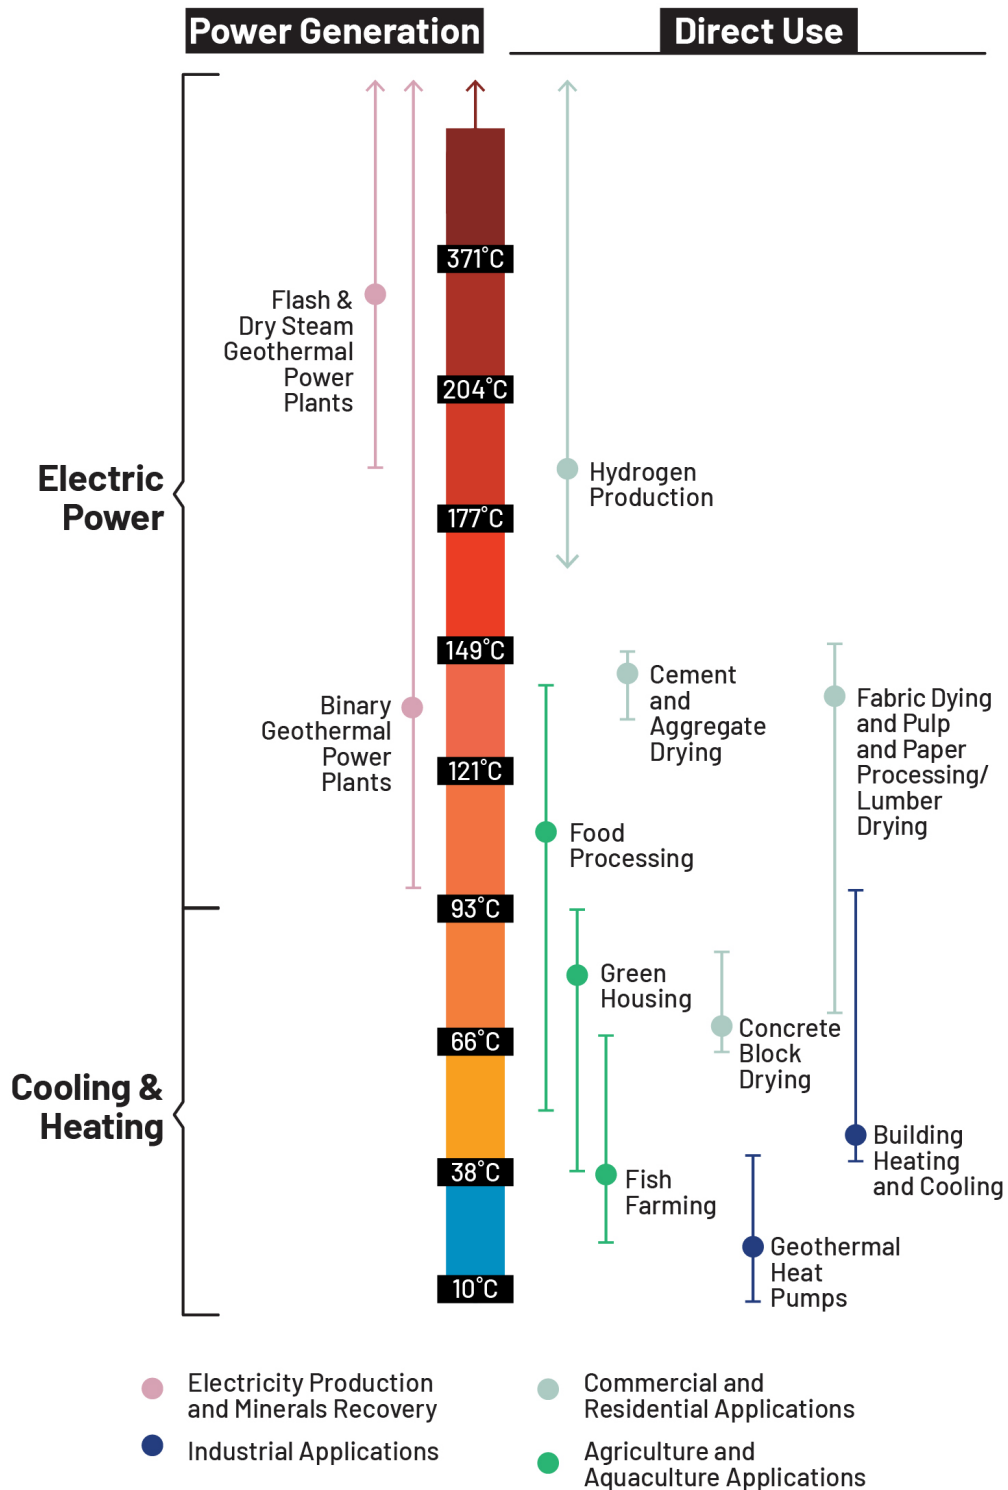 Power Generation
Direct Use
371°C
Flash &
Dry Steam
Geothermal
Power
Plants
204°C
Electric
Power
Hydrogen
Production
177°C
149°C
Cement
and
Aggregate
Drying
Fabric Dying
and Pulp
and Paper
Processing/
Lumber
Drying
Binary
Geothermal
Power
Plants
121°C
Food
Processing
93°C
Green
Housing
Concrete
Block
Drying
66°C
Cooling &
Heating
Building
Heating
and Cooling
38°C
Fish
Farming
Geothermal
Heat
Pumps
10°C
Electricity Production
and Minerals Recovery
Industrial Applications
Commercial and
Residential Applications
Agriculture and
Aquaculture Applications